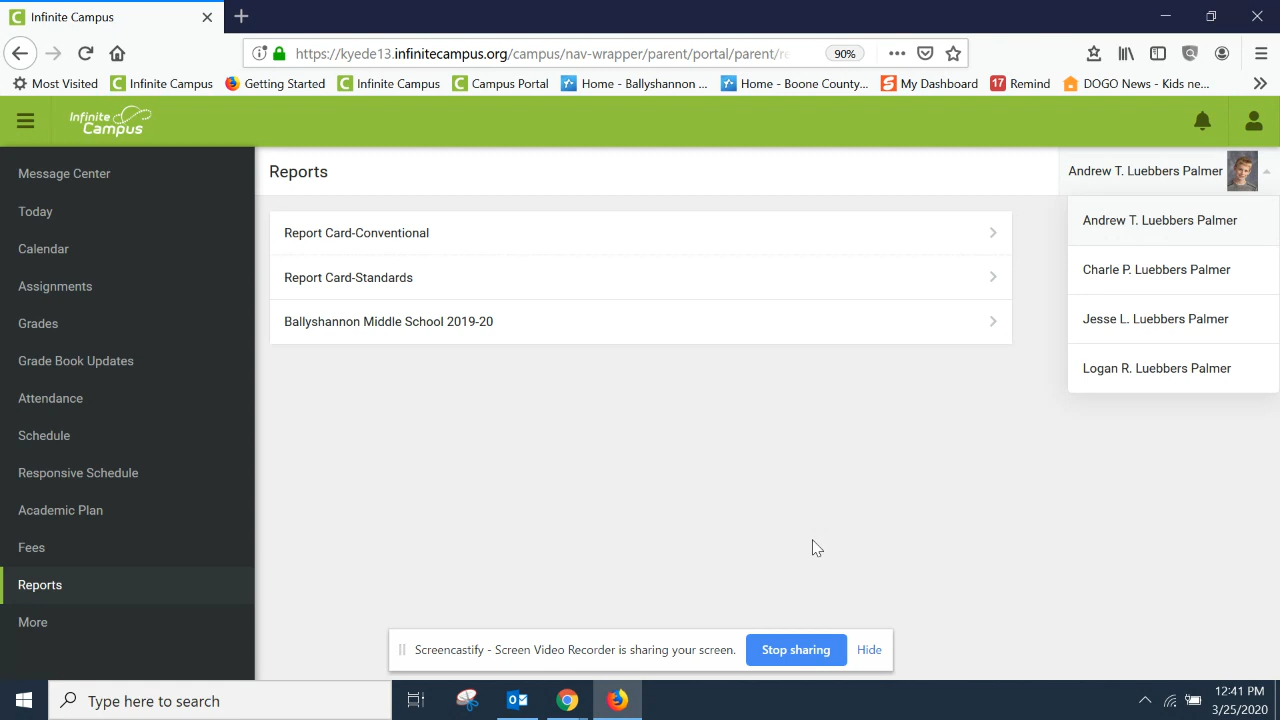 Infinite Campus
https://kyede13.infinitecampus.org/campus/nav-wrapper/parent/portal/parent/re
90%
Most Visited
Infinite Campus
Getting Started
Infinite Campus
Campus Portal
Home - Ballyshannon ...
Home - Boone County...
My Dashboard
17 Remind
DOGO News - Kids ne...
Infinite Campus
Message Center
Today
Calendar
Assignments
Grades
Grade Book Updates
Attendance
Schedule
Responsive Schedule
Academic Plan
Fees
Reports
More
Reports
Andrew T. Luebbers Palmer
Report Card-Conventional
Report Card-Standards
Ballyshannon Middle School 2019-20
Andrew T. Luebbers Palmer
Charle P. Luebbers Palmer
Jesse L. Luebbers Palmer
Logan R. Luebbers Palmer
Screencastify - Screen Video Recorder is sharing your screen.
Stop sharing
Hide
Type here to search
12:41 PM
3/25/2020